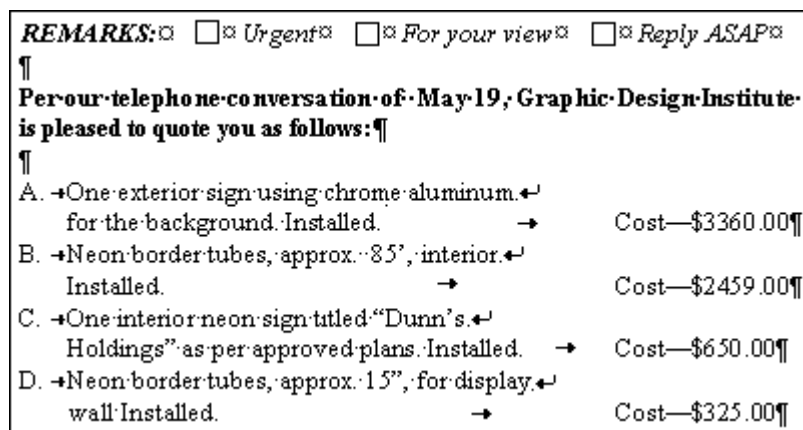 REMARKS:¤ ☐¤ Urgent¤ ☐¤ For your view¤ ☐¤ Reply ASAP¤
¶
Per·our·telephone·conversation·of··May·19,·Graphic·Design·Institute·
is pleased to quote you as follows:¶
¶
A. →One·exterior·sign·using·chrome·aluminum.↵
for·the·background.·Installed. → Cost—$3360.00¶
B. →Neon·border·tubes,·approx.··85’,·interior.↵
Installed. → Cost—$2459.00¶
C. →One·interior·neon·sign·titled·“Dunn’s.↵
Holdings”·as·per·approved·plans.·Installed. → Cost—$650.00¶
D. →Neon·border·tubes,·approx.·15”,·for·display.↵
wall·Installed. → Cost—$325.00¶